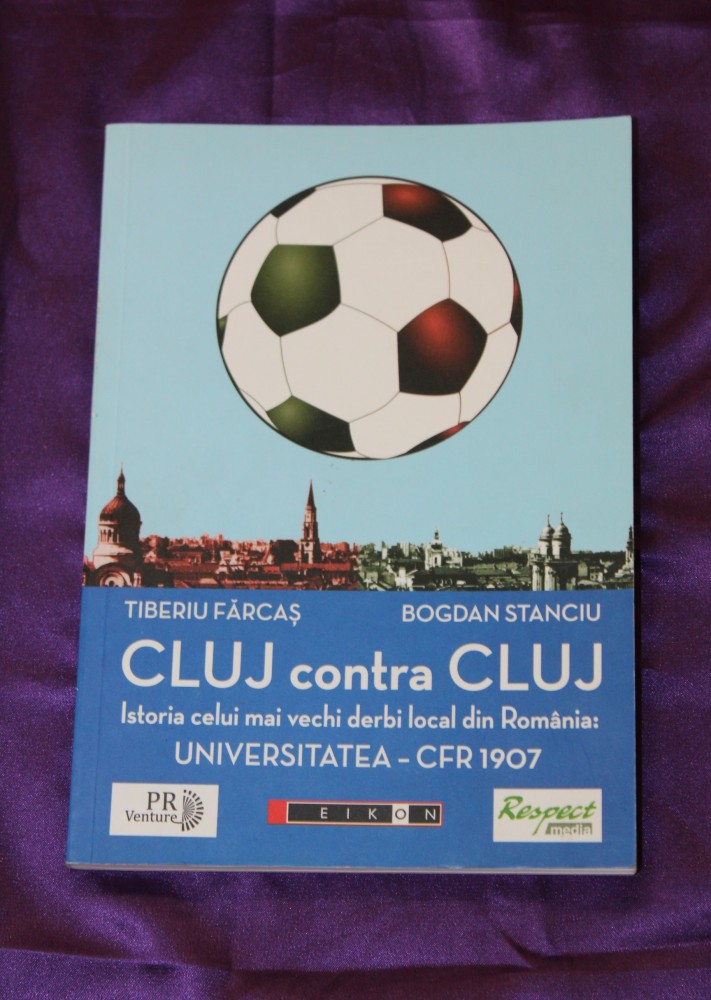 TIBERIU FĂRCAȘ BOGDAN STANCIU
CLUJ contra CLUJ
Istoria celui mai vechi derbi local din România:
UNIVERSITATEA – CFR 1907
PR
Venture
EIKON
Respect
media